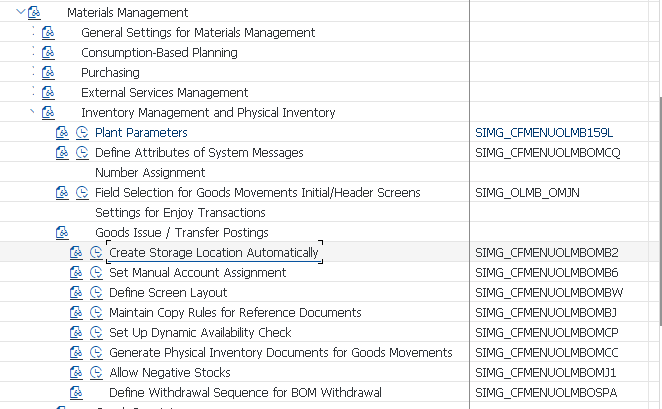 Materials Management
General Settings for Materials Management
Consumption-Based Planning
Purchasing
External Services Management
Inventory Management and Physical Inventory
Plant Parameters SIMG_CFMENUOLMB159L
Define Attributes of System Messages SIMG_CFMENUOLMBOMCQ
Number Assignment
Field Selection for Goods Movements Initial/Header Screens SIMG_OLMB_OMJN
Settings for Enjoy Transactions
Goods Issue / Transfer Postings
Create Storage Location Automatically SIMG_CFMENUOLMBOMB2
Set Manual Account Assignment SIMG_CFMENUOLMBOMB6
Define Screen Layout SIMG_CFMENUOLMBOMBW
Maintain Copy Rules for Reference Documents SIMG_CFMENUOLMBOMBJ
Set Up Dynamic Availability Check SIMG_CFMENUOLMBOMCP
Generate Physical Inventory Documents for Goods Movements SIMG_CFMENUOLMBOMCC
Allow Negative Stocks SIMG_CFMENUOLMBOMJ1
Define Withdrawal Sequence for BOM Withdrawal SIMG_CFMENUOLMBOSPA